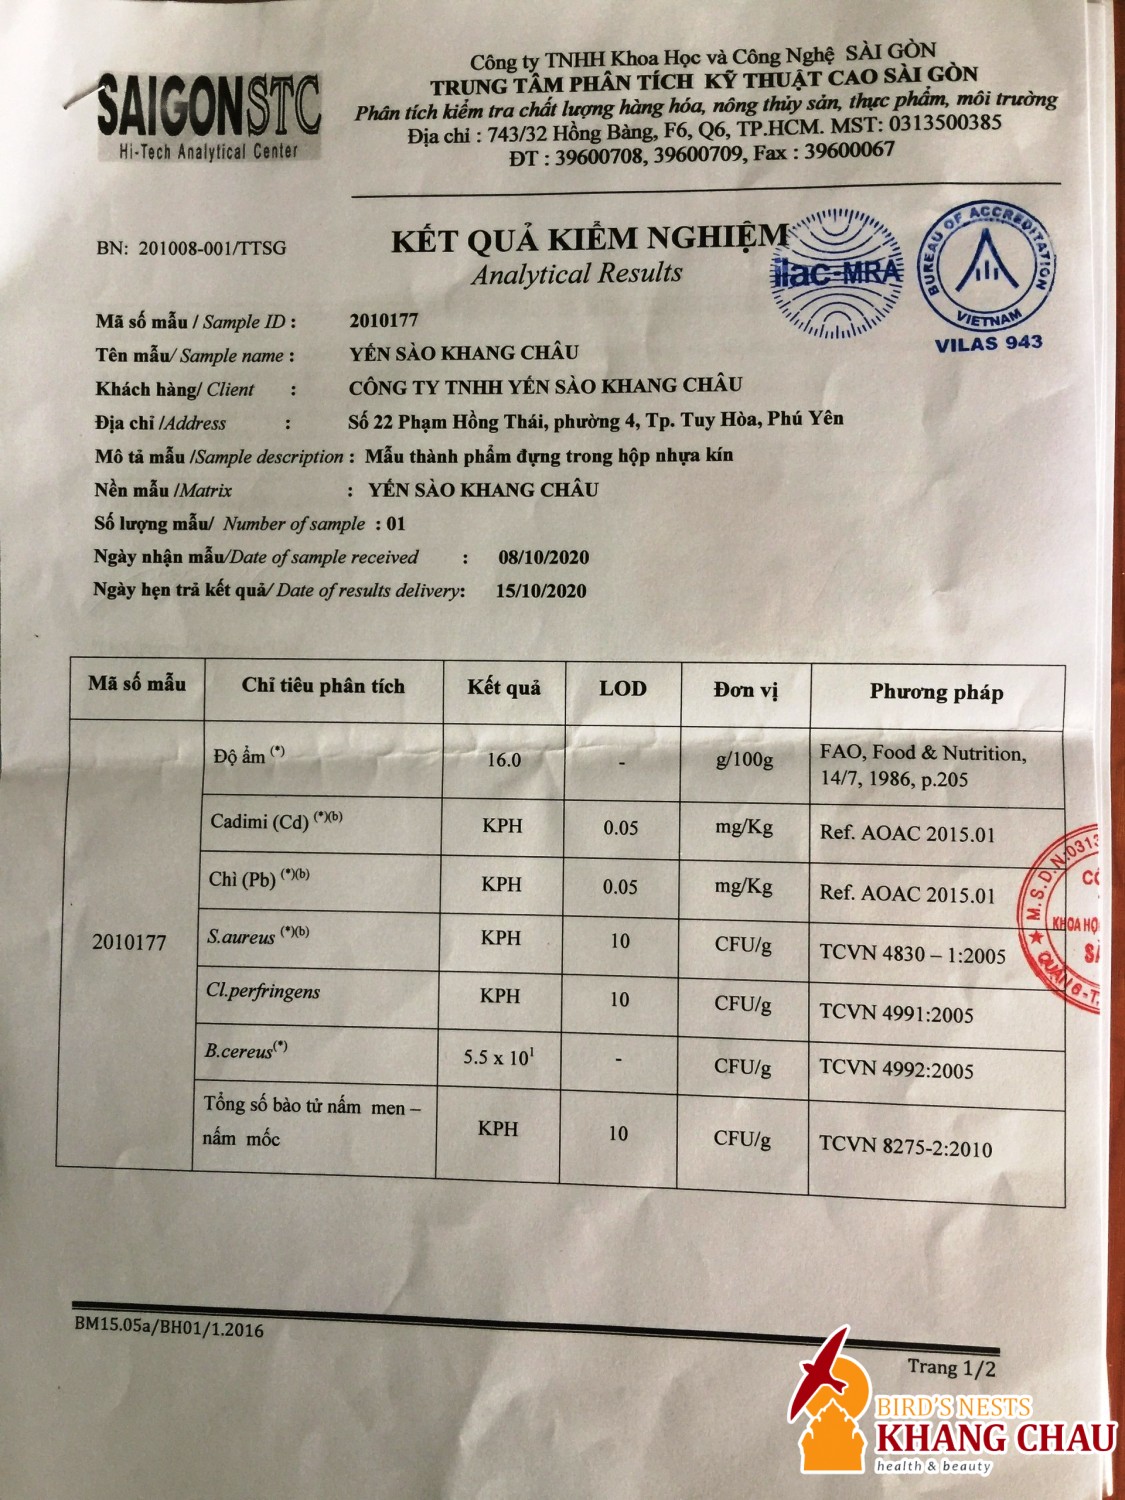 SAIGONSTC
Hi-Tech Analytical Center
Công ty TNHH Khoa Học và Công Nghệ SÀI GÒN
TRUNG TÂM PHÂN TÍCH KỸ THUẬT CAO SÀI GÒN
Phân tích kiểm tra chất lượng hàng hóa, nông thủy sản, thực phẩm, môi trường
Địa chỉ : 743/32 Hồng Bàng, F6, Q6, TP.HCM. MST: 0313500385
ĐT : 39600708, 39600709, Fax : 39600067
BN: 201008-001/TTSG
KẾT QUẢ KIỂM NGHIỆM
Analytical Results
ilac-MRA
BUREAU OF ACCREDITATION
VIETNAM
VILAS 943
Mã số mẫu / Sample ID : 2010177
Tên mẫu/ Sample name : YẾN SÀO KHANG CHÂU
Khách hàng/ Client : CÔNG TY TNHH YẾN SÀO KHANG CHÂU
Địa chỉ /Address : Số 22 Phạm Hồng Thái, phường 4, Tp. Tuy Hòa, Phú Yên
Mô tả mẫu /Sample description : Mẫu thành phẩm đựng trong hộp nhựa kín
Nền mẫu /Matrix : YẾN SÀO KHANG CHÂU
Số lượng mẫu/ Number of sample : 01
Ngày nhận mẫu/Date of sample received : 08/10/2020
Ngày hẹn trả kết quả/ Date of results delivery: 15/10/2020
Mã số mẫu Chỉ tiêu phân tích Kết quả LOD Đơn vị Phương pháp
Độ ẩm (*) 16.0 - g/100g FAO, Food & Nutrition,
14/7, 1986, p.205
Cadimi (Cd) (*)(b) KPH 0.05 mg/Kg Ref. AOAC 2015.01
Chì (Pb) (*)(b) KPH 0.05 mg/Kg Ref. AOAC 2015.01
2010177 S.aureus (*)(b) KPH 10 CFU/g TCVN 4830 – 1:2005
Cl.perfringens KPH 10 CFU/g TCVN 4991:2005
B.cereus(*) 5.5 x 10¹ - CFU/g TCVN 4992:2005
Tổng số bào tử nấm men –
nấm mốc KPH 10 CFU/g TCVN 8275-2:2010
M.S.D.N:0313
KHOA HỌ
QUẬN 6-T.
BM15.05a/BH01/1.2016
Trang 1/2
BIRD'S NESTS
KHANG CHAU
health & beauty